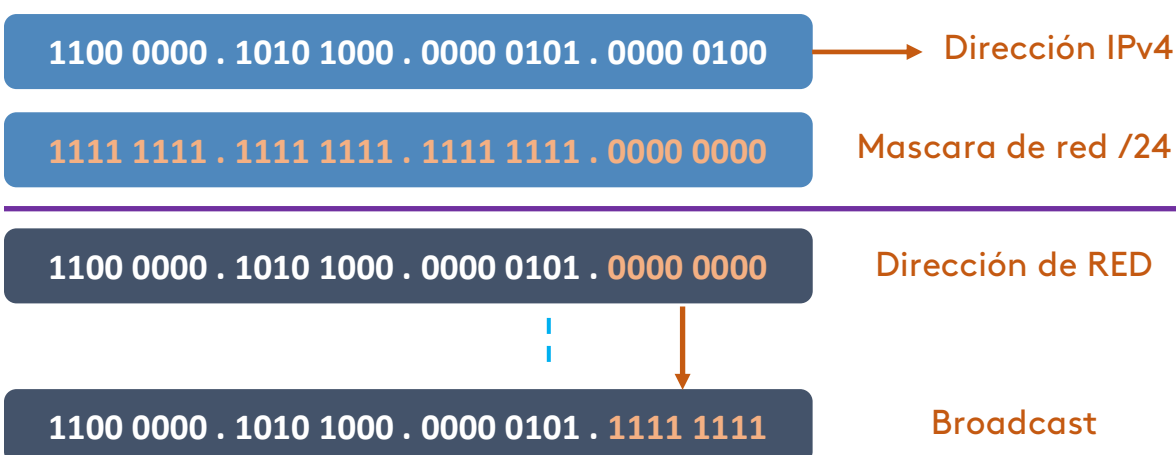 1100 0000 . 1010 1000 . 0000 0101 . 0000 0100 Dirección IPv4
1111 1111 . 1111 1111 . 1111 1111 . 0000 0000 Mascara de red /24
1100 0000 . 1010 1000 . 0000 0101 . 0000 0000 Dirección de RED
1100 0000 . 1010 1000 . 0000 0101 . 1111 1111 Broadcast